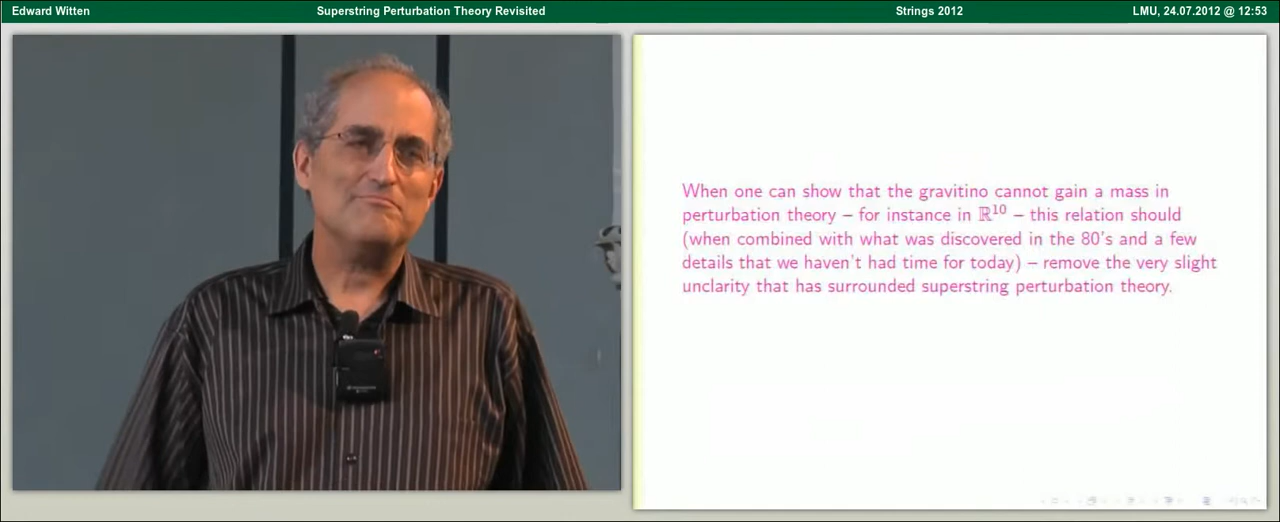 Edward Witten
Superstring Perturbation Theory Revisited
Strings 2012
LMU, 24.07.2012 @ 12:53
When one can show that the gravitino cannot gain a mass in
perturbation theory – for instance in ℝ¹⁰ – this relation should
(when combined with what was discovered in the 80's and a few
details that we haven't had time for today) – remove the very slight
unclarity that has surrounded superstring perturbation theory.